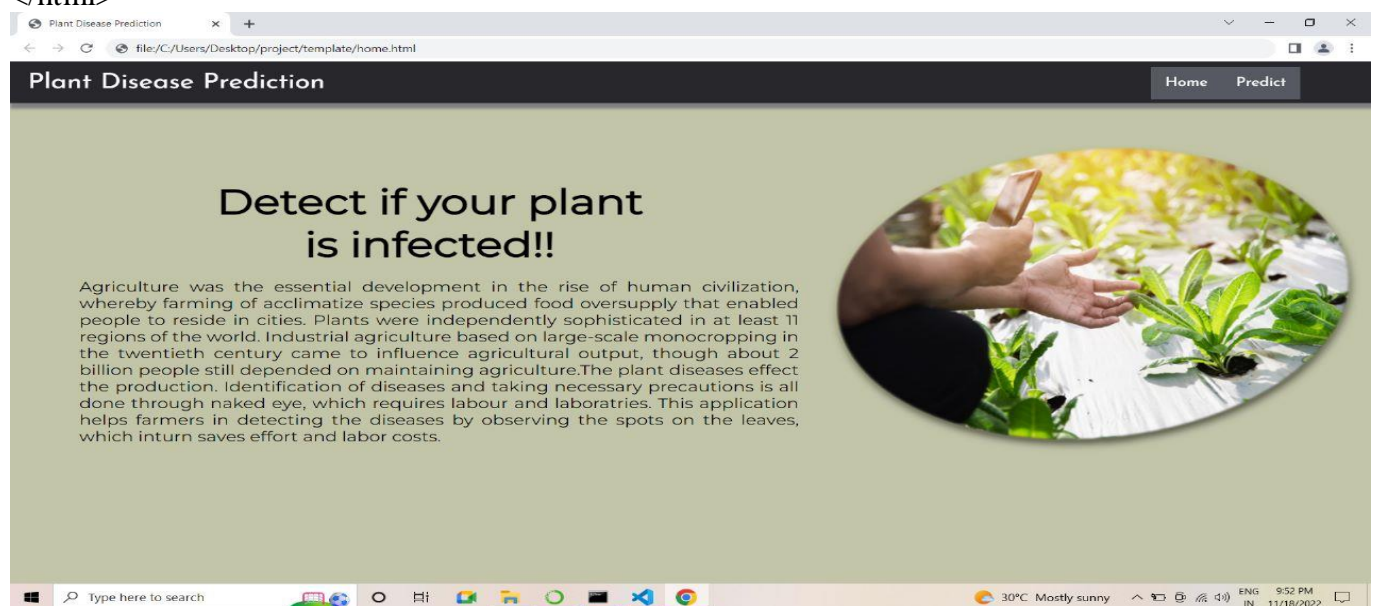 </html>
Plant Disease Prediction
file:/C:/Users/Desktop/project/template/home.html
Plant Disease Prediction
Home Predict
Detect if your plant
is infected!!
Agriculture was the essential development in the rise of human civilization,
whereby farming of acclimatize species produced food oversupply that enabled
people to reside in cities. Plants were independently sophisticated in at least 11
regions of the world. Industrial agriculture based on large-scale monocropping in
the twentieth century came to influence agricultural output, though about 2
billion people still depended on maintaining agriculture.The plant diseases effect
the production. Identification of diseases and taking necessary precautions is all
done through naked eye, which requires labour and laboratries. This application
helps farmers in detecting the diseases by observing the spots on the leaves,
which inturn saves effort and labor costs.
Type here to search
30°C Mostly sunny
ENG
IN
9:52 PM
11/18/2022